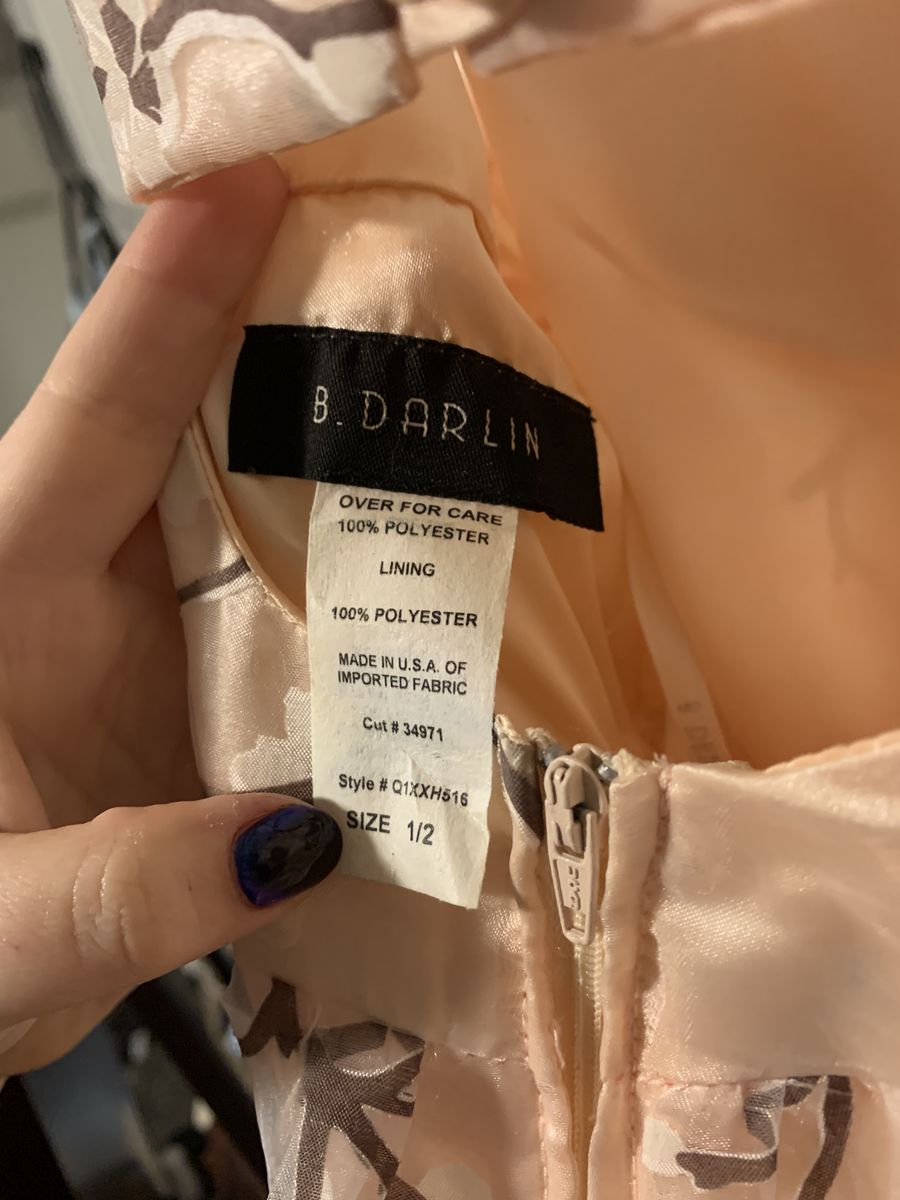 B. DARLIN
OVER FOR CARE
100% POLYESTER
LINING
100% POLYESTER
MADE IN U.S.A. OF
IMPORTED FABRIC
Cut # 34971
Style # Q1XXH516
SIZE 1/2